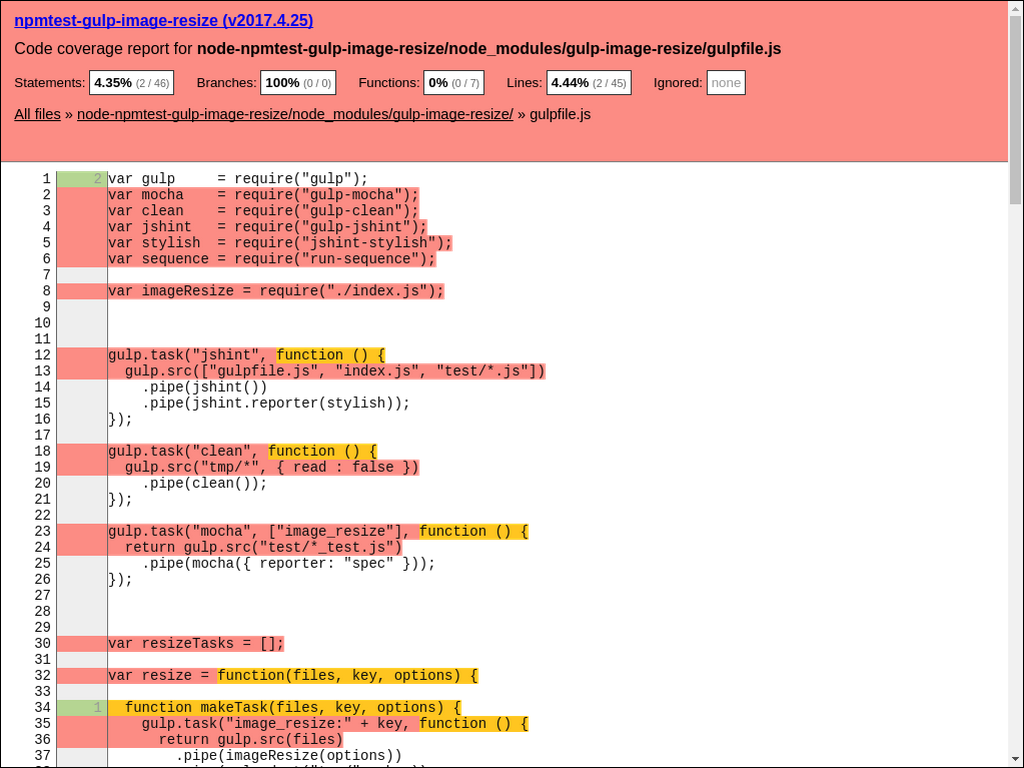 npmtest-gulp-image-resize (v2017.4.25)
Code coverage report for node-npmtest-gulp-image-resize/node_modules/gulp-image-resize/gulpfile.js
Statements: 4.35% (2 / 46) Branches: 100% (0 / 0) Functions: 0% (0 / 7) Lines: 4.44% (2 / 45) Ignored: none
All files » node-npmtest-gulp-image-resize/node_modules/gulp-image-resize/ » gulpfile.js
1 2 var gulp     = require("gulp");
2 var mocha    = require("gulp-mocha");
3 var clean    = require("gulp-clean");
4 var jshint   = require("gulp-jshint");
5 var stylish  = require("jshint-stylish");
6 var sequence = require("run-sequence");
7
8 var imageResize = require("./index.js");
9
10
11
12 gulp.task("jshint", function () {
13   gulp.src(["gulpfile.js", "index.js", "test/*.js"])
14     .pipe(jshint())
15     .pipe(jshint.reporter(stylish));
16 });
17
18 gulp.task("clean", function () {
19   gulp.src("tmp/*", { read : false })
20     .pipe(clean());
21 });
22
23 gulp.task("mocha", ["image_resize"], function () {
24   return gulp.src("test/*_test.js")
25     .pipe(mocha({ reporter: "spec" }));
26 });
27
28
29
30 var resizeTasks = [];
31
32 var resize = function(files, key, options) {
33
34 1   function makeTask(files, key, options) {
35     gulp.task("image_resize:" + key, function () {
36       return gulp.src(files)
37         .pipe(imageResize(options))